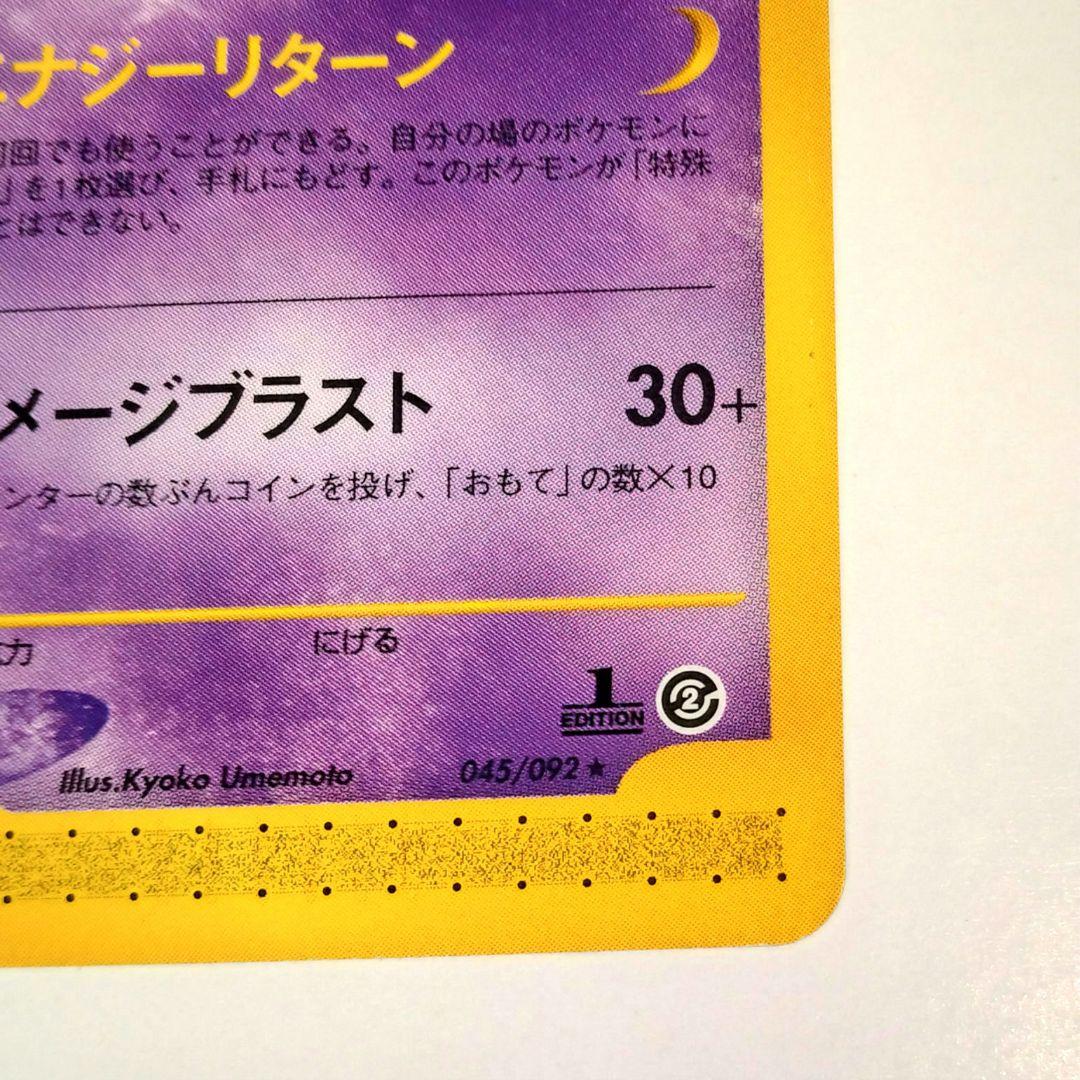 ナジーリターン
回でも使うことができる。自分の場のポケモンに
」を1枚選び、手札にもどす。このポケモンが「特殊
とはできない。
メージブラスト 30+
ンターの数ぶんコインを投げ、「おもて」の数×10
力 にげる
1
EDITION
2
Illus.Kyoko Umemoto 045/092★